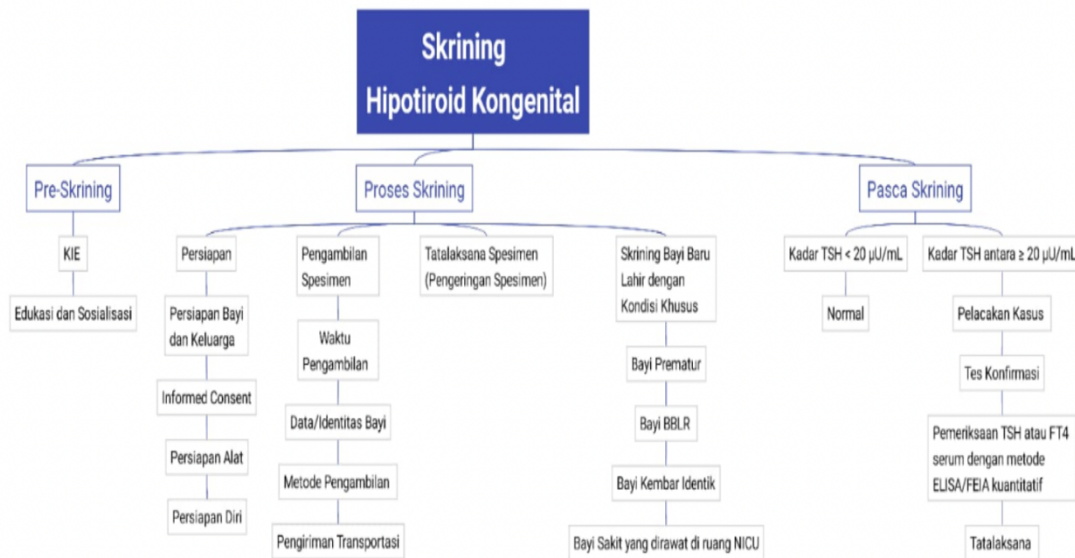 Skrining
Hipotiroid Kongenital
Pre-Skrining
KIE
Edukasi dan Sosialisasi
Proses Skrining
Persiapan
Persiapan Bayi
dan Keluarga
Informed Consent
Persiapan Alat
Persiapan Diri
Pengambilan
Spesimen
Waktu
Pengambilan
Data/Identitas Bayi
Metode Pengambilan
Pengiriman Transportasi
Tatalaksana Spesimen
(Pengeringan Spesimen)
Skrining Bayi Baru
Lahir dengan
Kondisi Khusus
Bayi Prematur
Bayi BBLR
Bayi Kembar Identik
Bayi Sakit yang dirawat di ruang NICU
Pasca Skrining
Kadar TSH < 20 µU/mL
Normal
Kadar TSH antara ≥ 20 µU/mL
Pelacakan Kasus
Tes Konfirmasi
Pemeriksaan TSH atau FT4
serum dengan metode
ELISA/FEIA kuantitatif
Tatalaksana